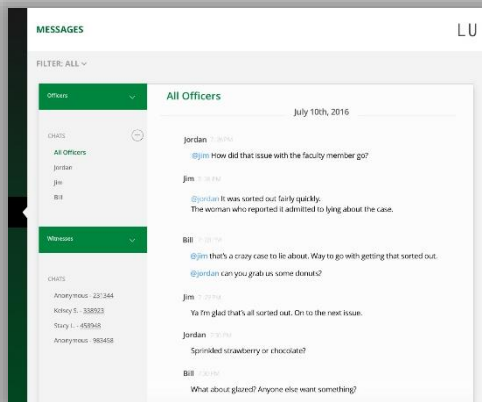 MESSAGES
LU
FILTER: ALL
Officers
CHATS
All Officers
Jordan
Jim
Bill
Witnesses
CHATS
Anonymous - 231344
Kelsey S. - 338923
Stacy L. - 458948
Anonymous - 983458
All Officers
July 10th, 2016
Jordan
@Jim How did that issue with the faculty member go?
Jim
@jordan It was sorted out fairly quickly.
The woman who reported it admitted to lying about the case.
Bill
@jim that's a crazy case to lie about. Way to go with getting that sorted out.
@jordan can you grab us some donuts?
Jim
Ya I'm glad that's all sorted out. On to the next issue.
Jordan
Sprinkled strawberry or chocolate?
Bill
What about glazed? Anyone else want something?